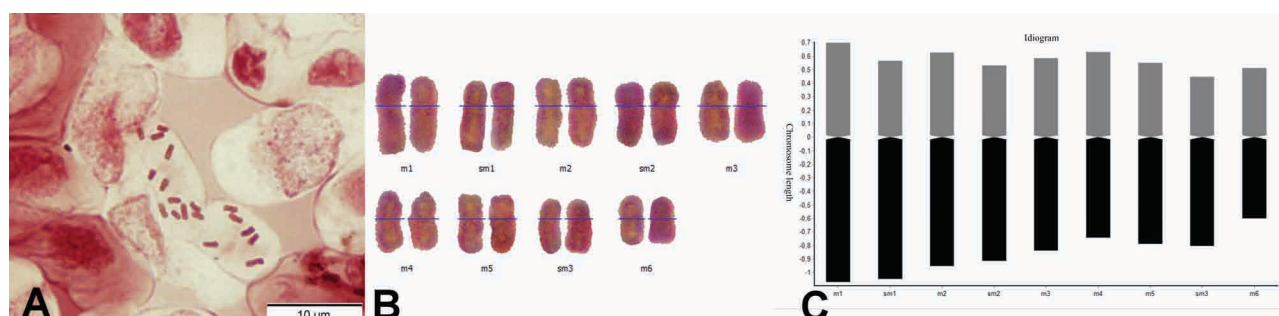 A
10 µm
B
m1 sm1 m2 sm2 m3
m4 m5 sm3 m6
C
Idiogram
Chromosome length
0,7
0,6
0,5
0,4
0,3
0,2
0,1
0
-0,1
-0,2
-0,3
-0,4
-0,5
-0,6
-0,7
-0,8
-0,9
-1
m1 sm1 m2 sm2 m3 m4 m5 sm3 m6